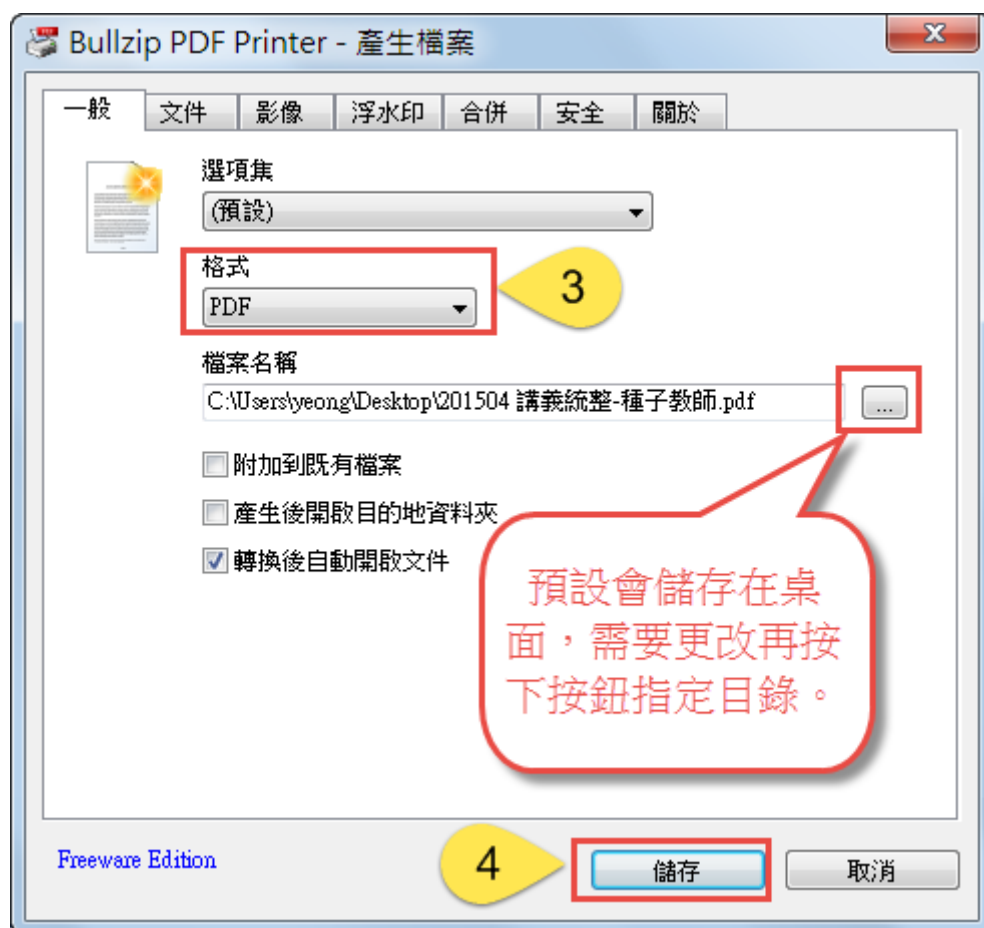 Bullzip PDF Printer - 產生檔案
一般 文件 影像 浮水印 合併 安全 關於
選項集
(預設)
格式
PDF
3
檔案名稱
C:\Users\yeong\Desktop\201504 講義統整-種子教師.pdf
...
附加到既有檔案
產生後開啟目的地資料夾
轉換後自動開啟文件
預設會儲存在桌
面，需要更改再按
下按鈕指定目錄。
Freeware Edition
4
儲存
取消